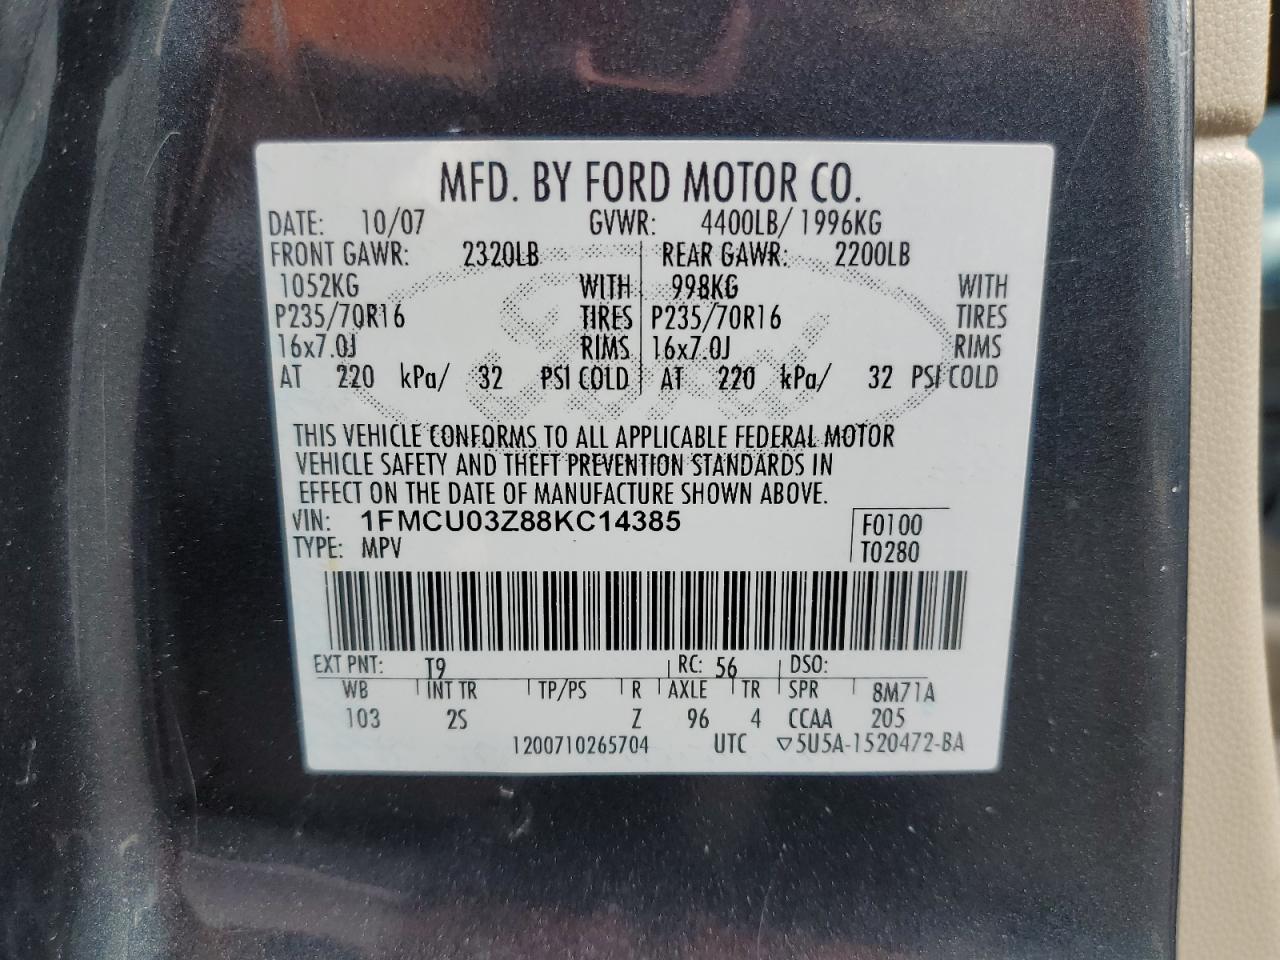 MFD. BY FORD MOTOR CO.
DATE: 10/07 GVWR: 4400LB/ 1996KG
FRONT GAWR: 2320LB REAR GAWR: 2200LB
1052KG WITH 998KG WITH
P235/70R16 TIRES P235/70R16 TIRES
16x7.0J RIMS 16x7.0J RIMS
AT 220 kPa/ 32 PSI COLD AT 220 kPa/ 32 PSI COLD
THIS VEHICLE CONFORMS TO ALL APPLICABLE FEDERAL MOTOR
VEHICLE SAFETY AND THEFT PREVENTION STANDARDS IN
EFFECT ON THE DATE OF MANUFACTURE SHOWN ABOVE.
VIN: 1FMCU03Z88KC14385 F0100
TYPE: MPV T0280
EXT PNT: T9 RC: 56 DSO:
WB INT TR TP/PS R AXLE TR SPR 8M71A
103 2S Z 96 4 CCAA 205
1200710265704 UTC ▽5U5A-1520472-BA